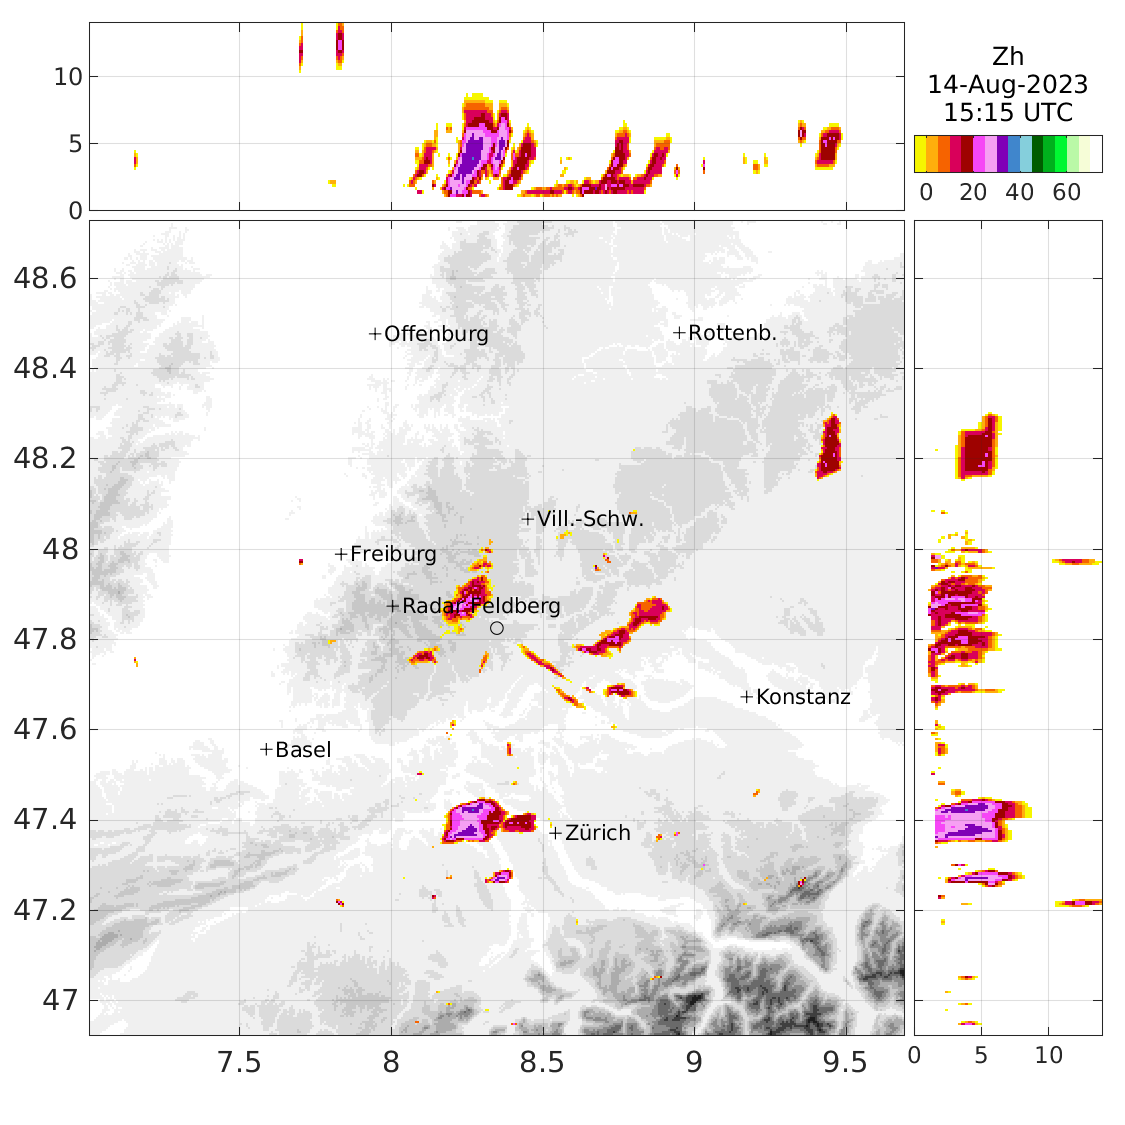 Zh
14-Aug-2023
15:15 UTC
0 20 40 60
10
5
0
48.6
48.4
48.2
48
47.8
47.6
47.4
47.2
47
+Offenburg
+Rottenb.
+Vill.-Schw.
+Freiburg
+Radar Feldberg
+Konstanz
+Basel
+Zürich
7.5 8 8.5 9 9.5
0 5 10